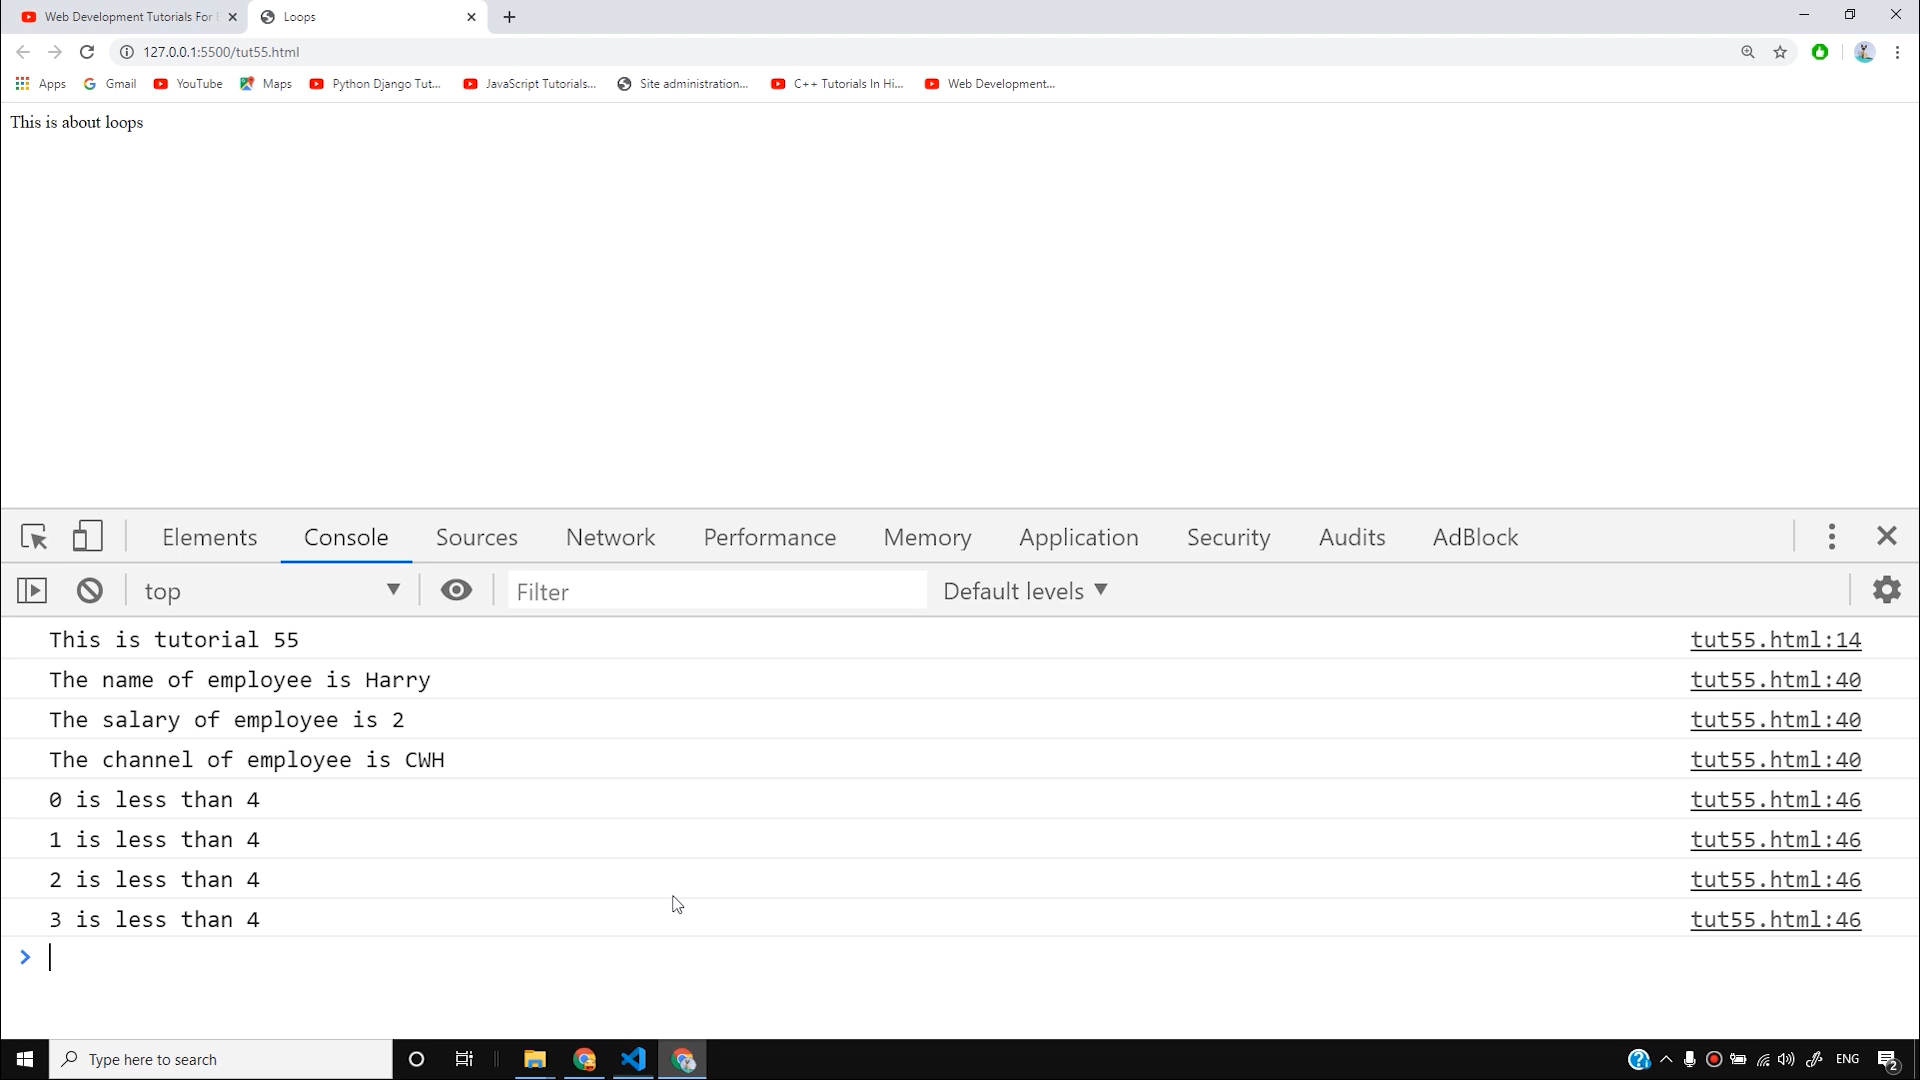 Web Development Tutorials For
Loops
127.0.0.1:5500/tut55.html
Apps
Gmail
YouTube
Maps
Python Django Tut...
JavaScript Tutorials...
Site administration...
C++ Tutorials In Hi...
Web Development...
This is about loops
Elements
Console
Sources
Network
Performance
Memory
Application
Security
Audits
AdBlock
top
Filter
Default levels
This is tutorial 55 tut55.html:14
The name of employee is Harry tut55.html:40
The salary of employee is 2 tut55.html:40
The channel of employee is CWH tut55.html:40
0 is less than 4 tut55.html:46
1 is less than 4 tut55.html:46
2 is less than 4 tut55.html:46
3 is less than 4 tut55.html:46
Type here to search
ENG
2